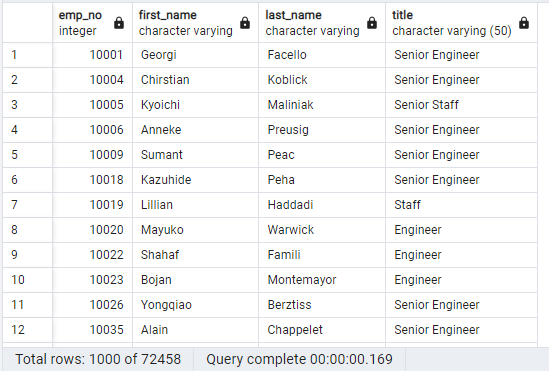 emp_no first_name last_name title
integer character varying character varying character varying (50)
1 10001 Georgi Facello Senior Engineer
2 10004 Chirstian Koblick Senior Engineer
3 10005 Kyoichi Maliniak Senior Staff
4 10006 Anneke Preusig Senior Engineer
5 10009 Sumant Peac Senior Engineer
6 10018 Kazuhide Peha Senior Engineer
7 10019 Lillian Haddadi Staff
8 10020 Mayuko Warwick Engineer
9 10022 Shahaf Famili Engineer
10 10023 Bojan Montemayor Engineer
11 10026 Yongqiao Berztiss Senior Engineer
12 10035 Alain Chappelet Senior Engineer
Total rows: 1000 of 72458 Query complete 00:00:00.169